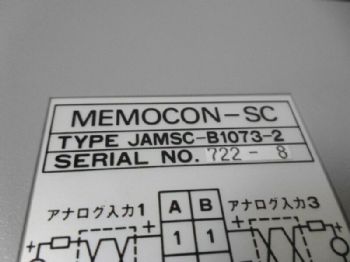 MEMOCON-SC
TYPE JAMSC-B1073-2
SERIAL NO. 722 - 8
アナログ入力1 A B アナログ入力3
+ 1 1 +